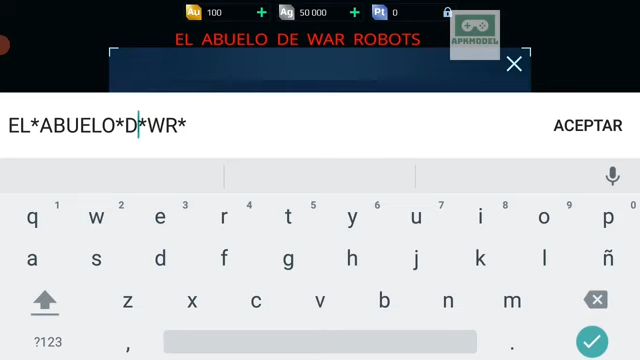 Au 100 + Ag 50 000 + Pt 0
EL ABUELO DE WAR ROBOTS
APKMODEL
EL*ABUELO*D*WR*
ACEPTAR
q 1 w 2 e 3 r 4 t 5 y 6 u 7 i 8 o 9 p 0
a s d f g h j k l ñ
z x c v b n m
?123 , .